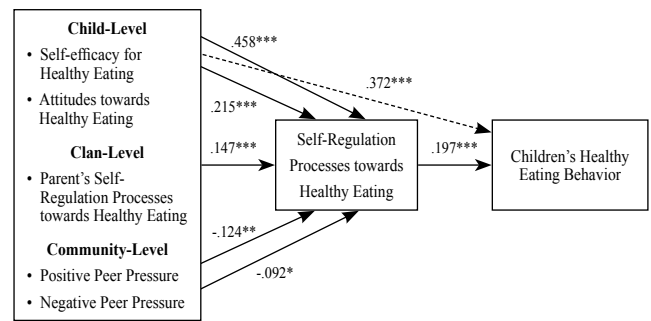 Child-Level
• Self-efficacy for
Healthy Eating
• Attitudes towards
Healthy Eating
Clan-Level
• Parent's Self-
Regulation Processes
towards Healthy Eating
Community-Level
• Positive Peer Pressure
• Negative Peer Pressure
.458***
.372***
.215***
.147***
-.124**
-.092*
Self-Regulation
Processes towards
Healthy Eating
.197***
Children's Healthy
Eating Behavior